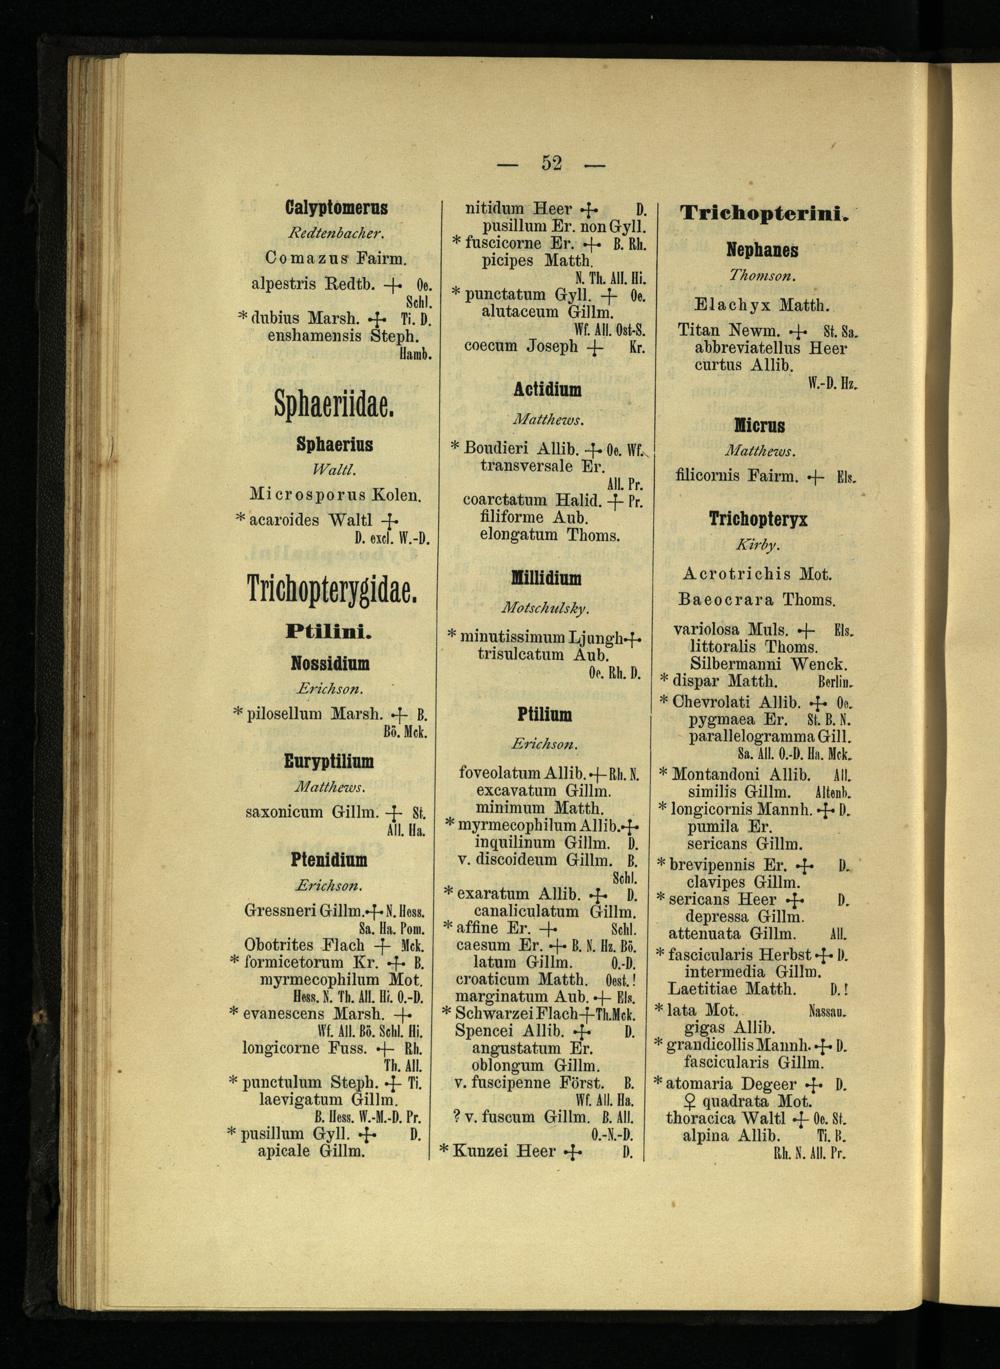 — 52 —
Calyptomerus
Redtenbacher.
Comazus Fairm.
alpestris Redtb. + Oe.
Schl.
* dubius Marsh. + Ti. D.
enshamensis Steph.
Hamb.
Sphaeriidae.
Sphaerius
Waltl.
Microsporus Kolen.
* acaroides Waltl +
D. excl. W.-D.
Trichopterygidae.
Ptilini.
Nossidium
Erichson.
* pilosellum Marsh. + B.
Bö. Mck.
Euryptilium
Matthews.
saxonicum Gillm. + St.
All. Ha.
Ptenidium
Erichson.
Gressneri Gillm. + N. Hess.
Sa. Ha. Pom.
Obotrites Flach + Mck.
* formicetorum Kr. + B.
myrmecophilum Mot.
Hess. N. Th. All. Hi. O.-D.
* evanescens Marsh. +
Wf. All. Bö. Schl. Hi.
longicorne Fuss. + Rh.
Th. All.
* punctulum Steph. + Ti.
laevigatum Gillm.
B. Hess. W.-M.-D. Pr.
* pusillum Gyll. + D.
apicale Gillm.
nitidum Heer + D.
pusillum Er. non Gyll.
* fuscicorne Er. + B. Rh.
picipes Matth.
N. Th. All. Hi.
* punctatum Gyll. + Oe.
alutaceum Gillm.
Wf. All. Ost-S.
coecum Joseph + Kr.
Actidium
Matthews.
* Boudieri Allib. + Oe. Wf.
transversale Er.
All. Pr.
coarctatum Halid. + Pr.
filiforme Aub.
elongatum Thoms.
Millidium
Motschulsky.
* minutissimum Ljungh +
trisulcatum Aub.
Oe. Rh. D.
Ptilium
Erichson.
foveolatum Allib. + Rh. N.
excavatum Gillm.
minimum Matth.
* myrmecophilum Allib. +
inquilinum Gillm. D.
v. discoideum Gillm. B.
Schl.
* exaratum Allib. + D.
canaliculatum Gillm.
* affine Er. + Schl.
caesum Er. + B. N. Hz. Bö.
latum Gillm. O.-D.
croaticum Matth. Oest. !
marginatum Aub. + Els.
* Schwarzei Flach + Th. Mck.
Spencei Allib. + D.
angustatum Er.
oblongum Gillm.
v. fuscipenne Först. B.
Wf. All. Ha.
? v. fuscum Gillm. B. All.
O.-N.-D.
* Kunzei Heer + D.
Trichopterini.
Nephanes
Thomson.
Elachyx Matth.
Titan Newm. + St. Sa.
abbreviatellus Heer
curtus Allib.
W.-D. Hz.
Micrus
Matthews.
filicornis Fairm. + Els.
Trichopteryx
Kirby.
Acrotrichis Mot.
Baeocrara Thoms.
variolosa Muls. + Els.
littoralis Thoms.
Silbermanni Wenck.
* dispar Matth. Berlin.
* Chevrolati Allib. + Oe.
pygmaea Er. St. B. N.
parallelogramma Gill.
Sa. All. O.-D. Ha. Mck.
* Montandoni Allib. All.
similis Gillm. Altenb.
* longicornis Mannh. + D.
pumila Er.
sericans Gillm.
* brevipennis Er. + D.
clavipes Gillm.
* sericans Heer + D.
depressa Gillm.
attenuata Gillm. All.
* fascicularis Herbst + D.
intermedia Gillm.
Laetitiae Matth. D. !
* lata Mot. Nassau.
gigas Allib.
* grandicollis Mannh. + D.
fascicularis Gillm.
* atomaria Degeer + D.
♀ quadrata Mot.
thoracica Waltl + Oe. St.
alpina Allib. Ti. B.
Rh. N. All. Pr.